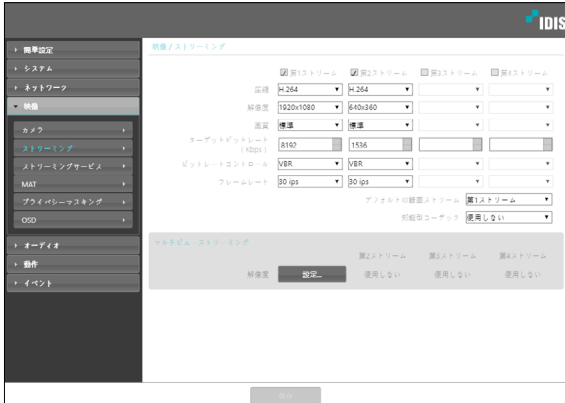 IDIS
簡単設定
システム
ネットワーク
映像
カメラ
ストリーミング
ストリーミングサービス
MAT
プライバシーマスキング
OSD
オーディオ
動作
イベント
映像 / ストリーミング
第1ストリーム 第2ストリーム 第3ストリーム 第4ストリーム
圧縮 H.264 H.264
解像度 1920x1080 640x360
画質 標準 標準
ターゲットビットレート
(Kbps) 8192 1536
ビットレートコントロール VBR VBR
フレームレート 30 ips 30 ips
デフォルト収録画ストリーム 第1ストリーム
知能型コーデック 使用しない
マルチビュー ストリーミング
第2ストリーム 第3ストリーム 第4ストリーム
解像度 設定... 使用しない 使用しない 使用しない
保存